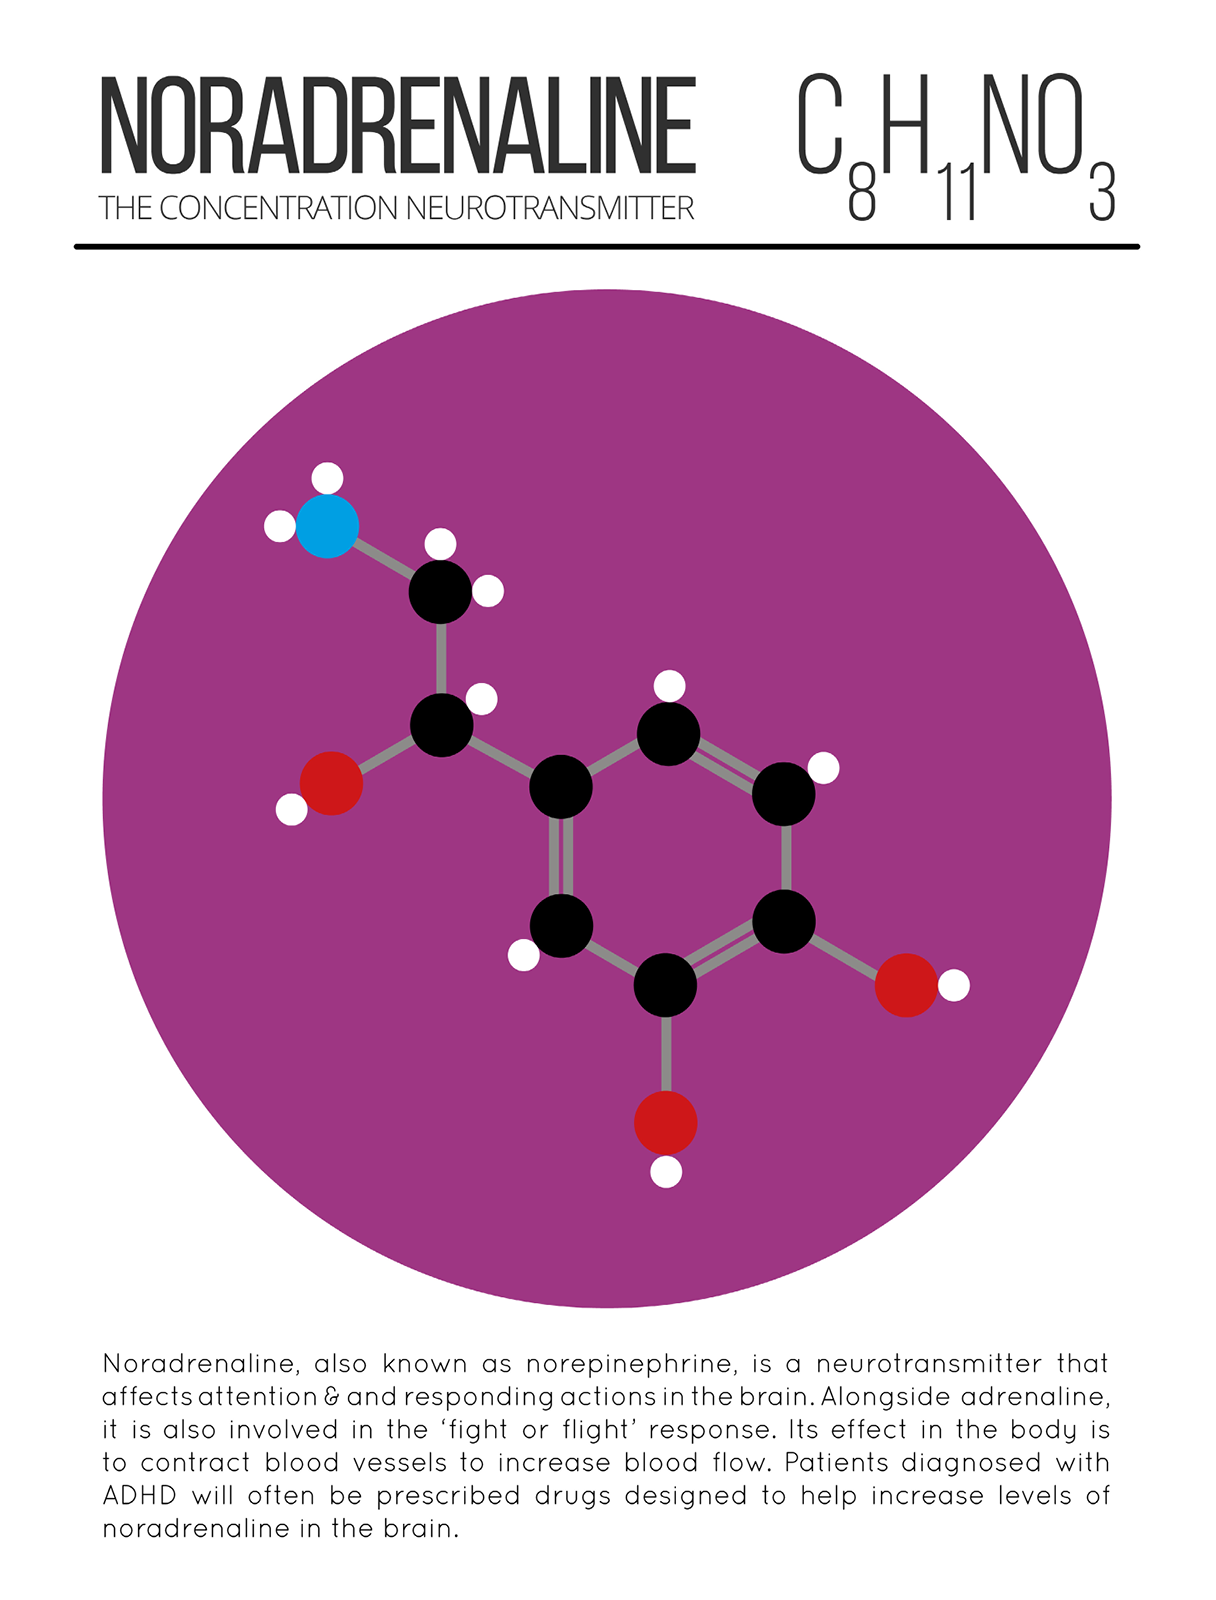 NORADRENALINE
THE CONCENTRATION NEUROTRANSMITTER
C₈H₁₁NO₃
Noradrenaline, also known as norepinephrine, is a neurotransmitter that
affects attention & and responding actions in the brain. Alongside adrenaline,
it is also involved in the ‘fight or flight’ response. Its effect in the body is
to contract blood vessels to increase blood flow. Patients diagnosed with
ADHD will often be prescribed drugs designed to help increase levels of
noradrenaline in the brain.